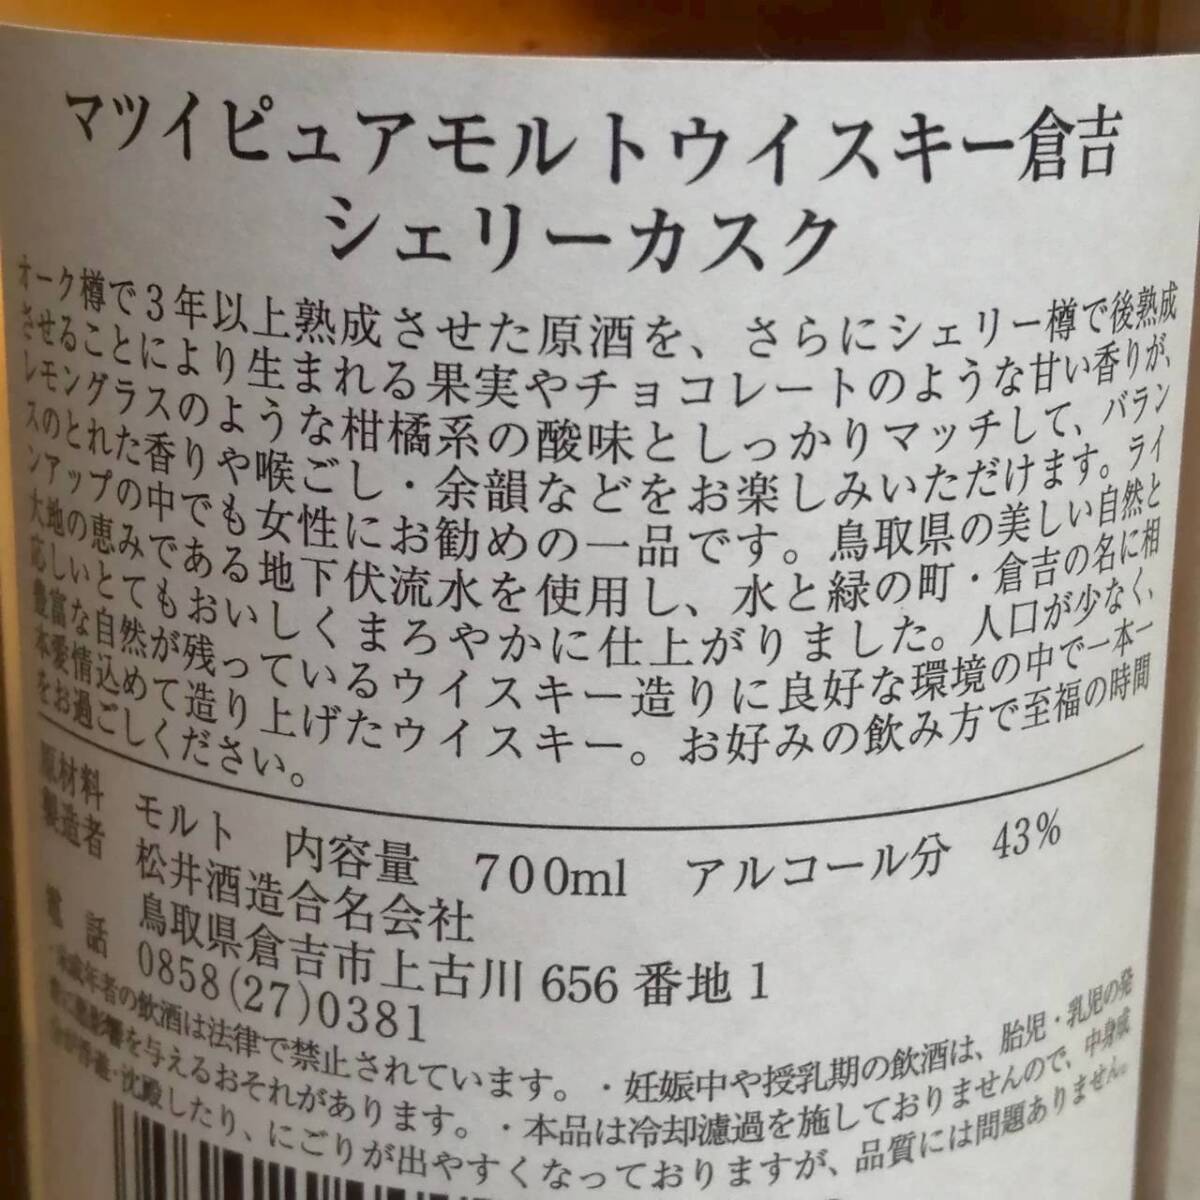 マツイピュアモルトウイスキー倉吉
シェリーカスク
オーク樽で3年以上熟成させた原酒を、さらにシェリー樽で後熟成
させることにより生まれる果実やチョコレートのような甘い香りが、
レモングラスのような柑橘系の酸味としっかりマッチして、バラン
スのとれた香りや喉ごし・余韻などをお楽しみいただけます。ライ
ンアップの中でも女性にお勧めの一品です。鳥取県の美しい自然と
大地の恵みである地下伏流水を使用し、水と緑の町・倉吉の名に相
応しいとてもおいしくまろやかに仕上がりました。人口が少なく、
豊富な自然が残っているウイスキー造りに良好な環境の中で一本一
本愛情込めて造り上げたウイスキー。お好みの飲み方で至福の時間
をお過ごしください。
原材料 モルト 内容量 700ml アルコール分 43%
製造者 松井酒造合名会社
鳥取県倉吉市上古川656番地1
電話 0858(27)0381
・未成年者の飲酒は法律で禁止されています。・妊娠中や授乳期の飲酒は、胎児・乳児の発
育に悪影響を与えるおそれがあります。・本品は冷却濾過を施しておりませんので、中身成
分が浮遊・沈殿したり、にごりが出やすくなっておりますが、品質には問題ありません。